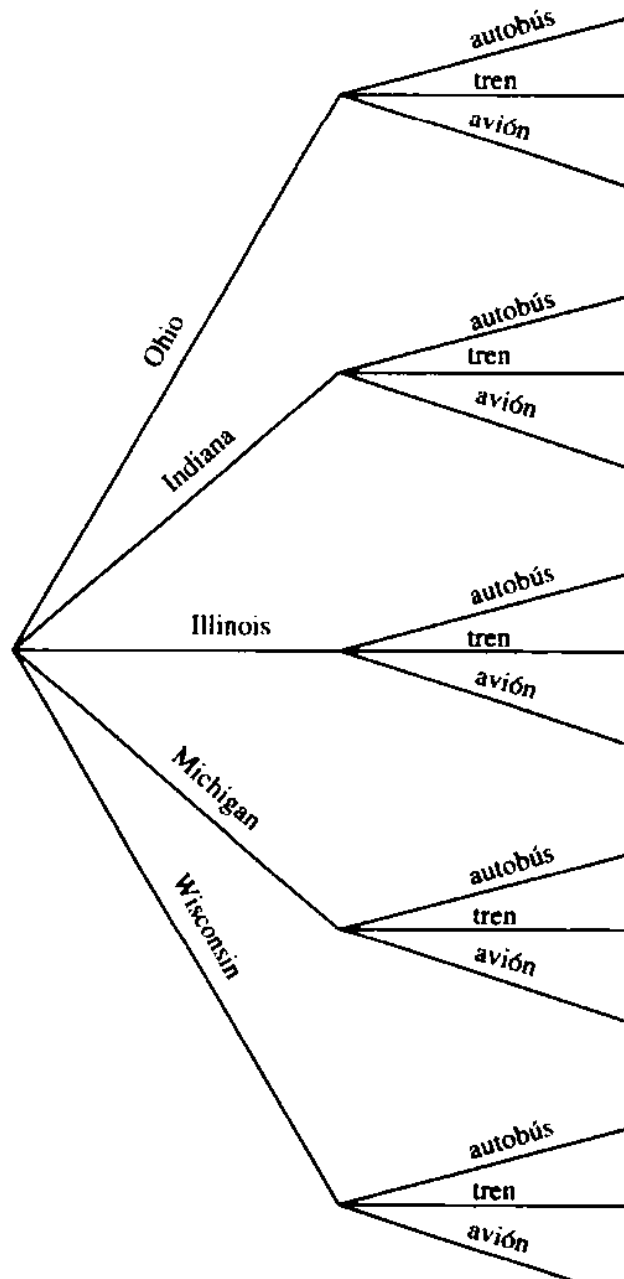 autobús
tren
avión
Ohio
autobús
tren
avión
Indiana
autobús
tren
avión
Illinois
autobús
tren
avión
Michigan
autobús
tren
avión
Wisconsin